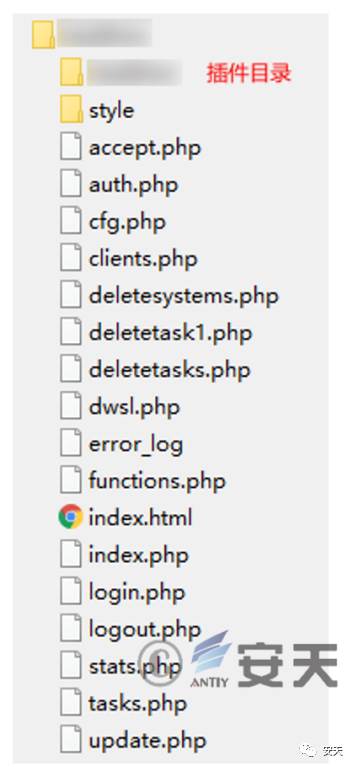 插件目录
style
accept.php
auth.php
cfg.php
clients.php
deletesystems.php
deletetask1.php
deletetasks.php
dwsl.php
error_log
functions.php
index.html
index.php
login.php
logout.php
stats.php
© ANTIY 安天
tasks.php
update.php
安天